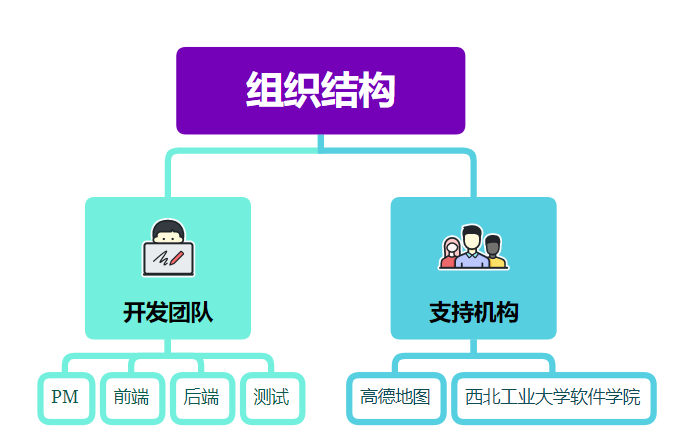 组织结构
开发团队
支持机构
PM
前端
后端
测试
高德地图
西北工业大学软件学院